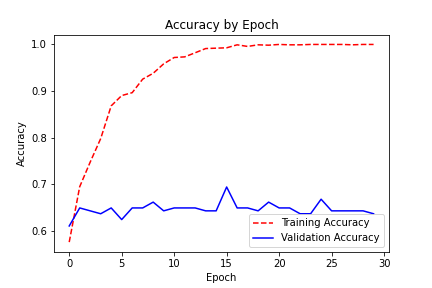 Accuracy by Epoch
1.0
0.9
0.8
0.7
0.6
Accuracy
0 5 10 15 20 25 30
Epoch
Training Accuracy
Validation Accuracy